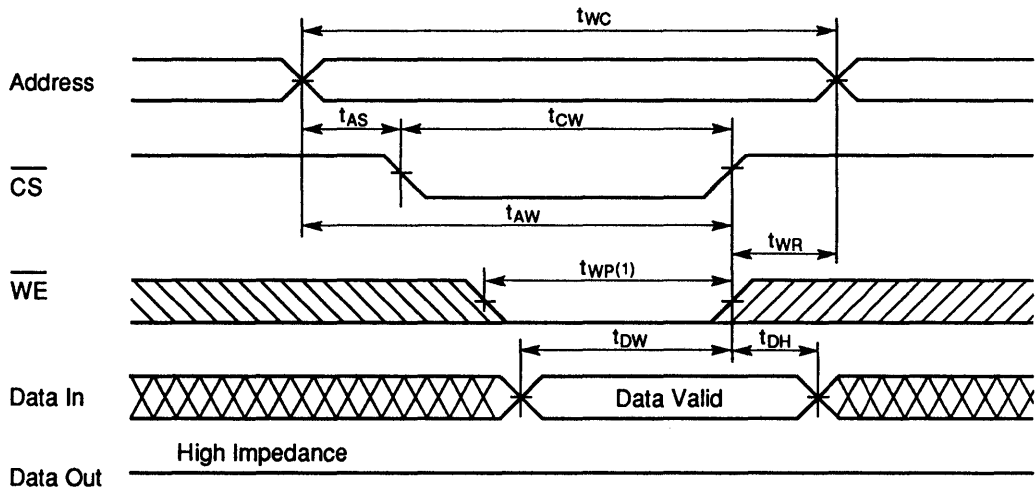 tWC
Address
tAS
tCW
CS
tAW
tWR
tWP(1)
WE
tDW
tDH
Data In
Data Valid
High Impedance
Data Out